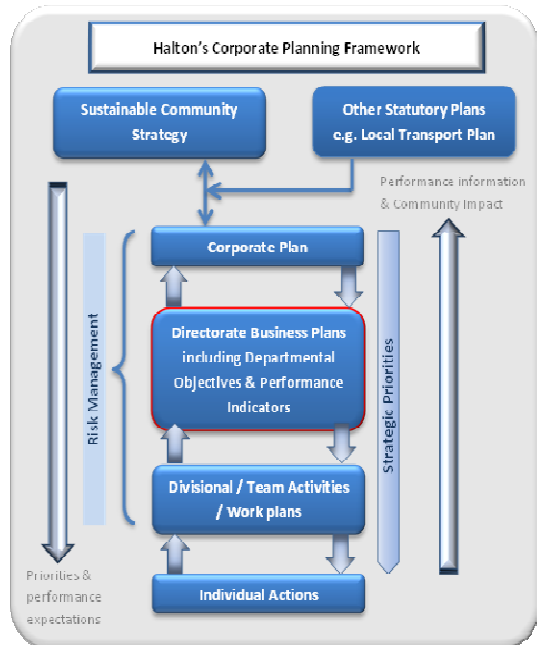 Halton's Corporate Planning Framework
Sustainable Community
Strategy
Other Statutory Plans
e.g. Local Transport Plan
Performance information
& Community Impact
Corporate Plan
Risk Management
Directorate Business Plans
including Departmental
Objectives & Performance
Indicators
Strategic Priorities
Divisional / Team Activities
/ Work plans
Priorities &
performance
expectations
Individual Actions